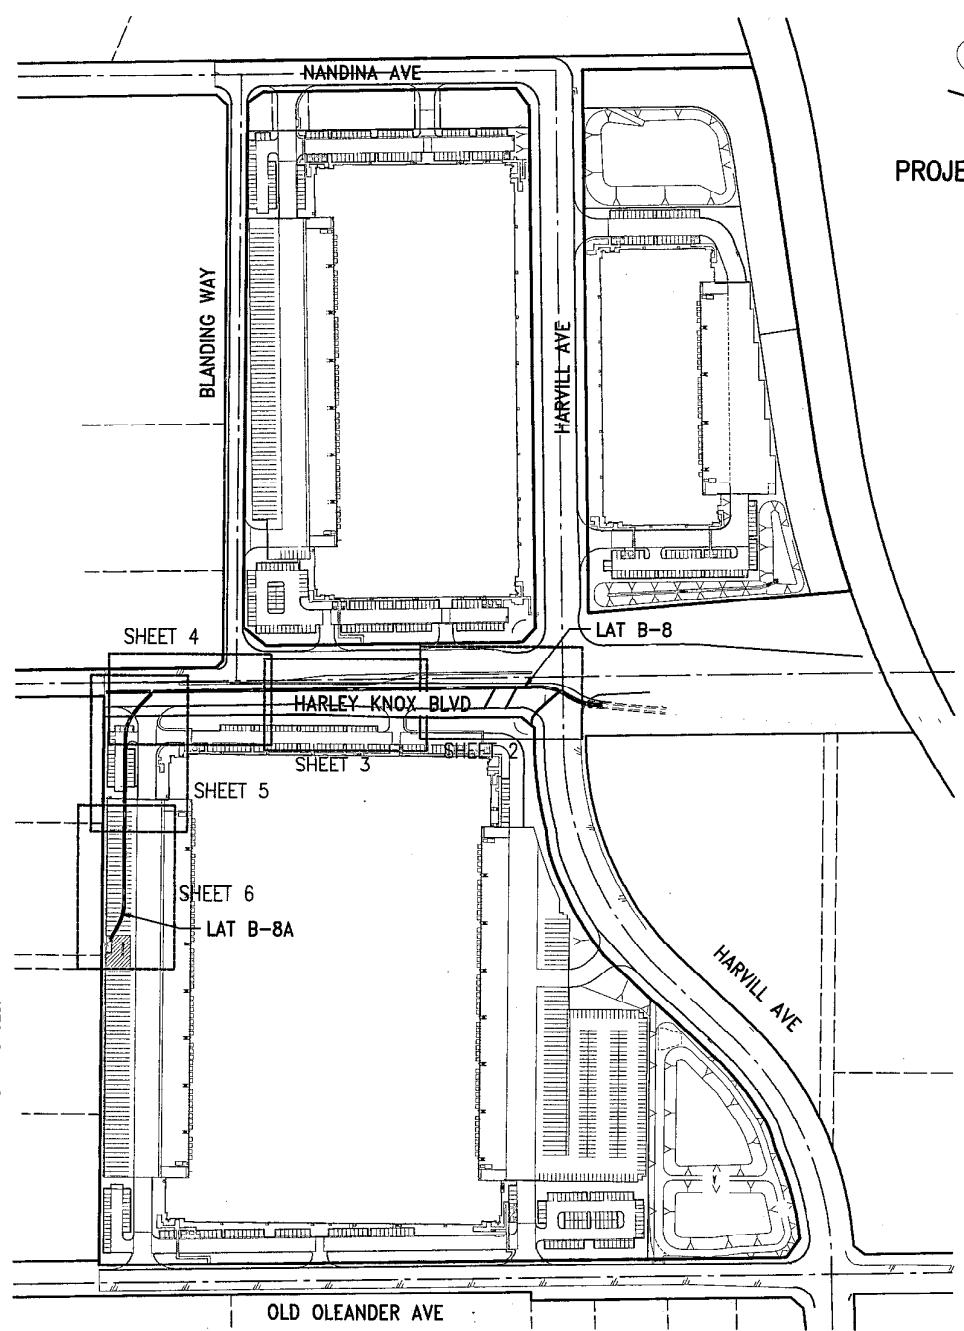 NANDINA AVE
PROJE
BLANDING WAY
HARVILL AVE
LAT B-8
SHEET 4
HARLEY KNOX BLVD
SHEET 2
SHEET 3
SHEET 5
SHEET 6
LAT B-8A
HARVILL AVE
OLD OLEANDER AVE